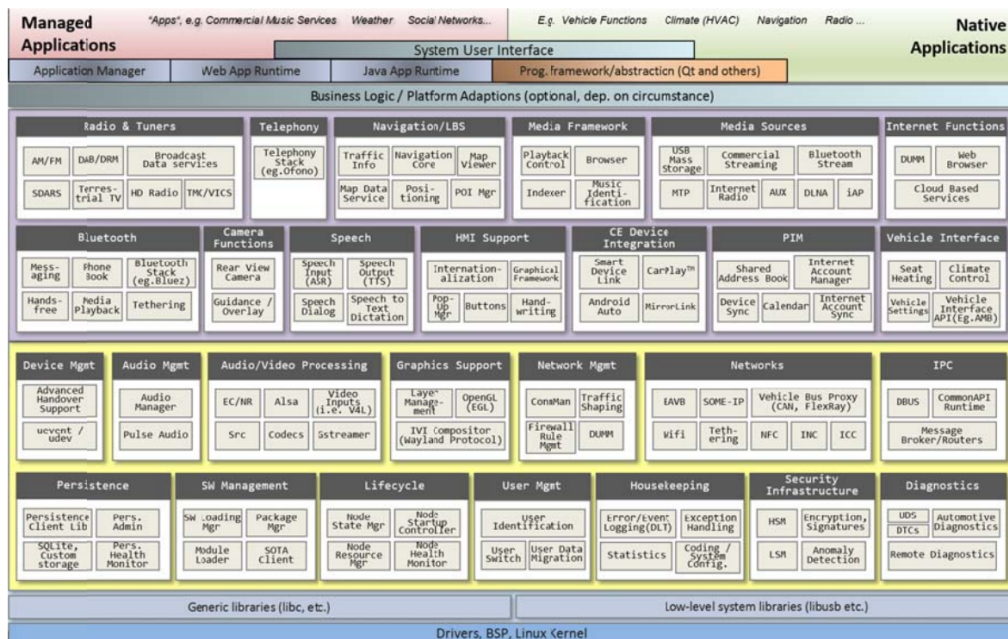 Managed
Applications
"Apps", e.g. Commercial Music Services Weather Social Networks...
E.g. Vehicle Functions Climate (HVAC) Navigation Radio ...
Native
Applications
System User Interface
Application Manager
Web App Runtime
Java App Runtime
Prog. framework/abstraction (Qt and others)
Business Logic / Platform Adaptions (optional, dep. on circumstance)
Radio & Tuners
AM/FM
DAB/DRM
Broadcast
Data services
SDARS
Terres-
trial TV
HD Radio
TMC/VICS
Telephony
Telephony
Stack
(eg.Ofono)
Navigation/LBS
Traffic
Info
Navigation
Core
Map
Viewer
Map Data
Service
Posi-
tioning
POI Mgr
Media Framework
Playback
Control
Browser
Indexer
Music
Identi-
fication
Media Sources
USB
Mass
Storage
Commercial
Streaming
Bluetooth
Stream
MTP
Internet
Radio
AUX
DLNA
iAP
Internet Functions
DUMM
Web
Browser
Cloud Based
Services
Bluetooth
Mess-
aging
Phone
Book
Bluetooth
Stack
(eg.Bluez)
Hands-
free
Media
Playback
Tethering
Camera
Functions
Rear View
Camera
Guidance /
Overlay
Speech
Speech
Input
(ASR)
Speech
Output
(TTS)
Speech
Dialog
Speech to
Text
Dictation
HMI Support
Internation-
alization
Graphical
Framework
Pop-
Up
Mgr
Buttons
Hand-
writing
CE Device
Integration
Smart
Device
Link
CarPlay™
Android
Auto
MirrorLink
PIM
Shared
Address Book
Internet
Account
Manager
Device
Sync
Calendar
Internet
Account
Sync
Vehicle Interface
Seat
Heating
Climate
Control
Vehicle
Settings
Vehicle
Interface
API(Eg.AMB)
Device Mgmt
Advanced
Handover
Support
uevent /
udev
Audio Mgmt
Audio
Manager
Pulse Audio
Audio/Video Processing
EC/NR
Alsa
Video
Inputs
(i.e. V4L)
Src
Codecs
Gstreamer
Graphics Support
Layer
Manage-
ment
OpenGL
(EGL)
IVI Compositor
(Wayland Protocol)
Network Mgmt
ConnMan
Traffic
Shaping
Firewall
Rule
Mgmt
DUMM
Networks
EAVB
SOME-IP
Vehicle Bus Proxy
(CAN, FlexRay)
Wifi
Teth-
ering
NFC
INC
ICC
IPC
DBUS
CommonAPI
Runtime
Message
Broker/Routers
Persistence
Persistence
Client Lib
Pers.
Admin
SQLite,
Custom
storage
Pers.
Health
Monitor
SW Management
SW Loading
Mgr
Package
Mgr
Module
Loader
SOTA
Client
Lifecycle
Node
State Mgr
Node
Startup
Controller
Node
Resource
Mgr
Node
Health
Monitor
User Mgmt
User
Identification
User
Switch
User Data
Migration
Housekeeping
Error/Event
Logging(DLT)
Exception
Handling
Statistics
Coding /
System
Config.
Security
Infrastructure
HSM
Encryption,
Signatures
LSM
Anomaly
Detection
Diagnostics
UDS
DTCs
Automotive
Diagnostics
Remote Diagnostics
Generic libraries (libc, etc.)
Low-level system libraries (libusb etc.)
Drivers, BSP, Linux Kernel